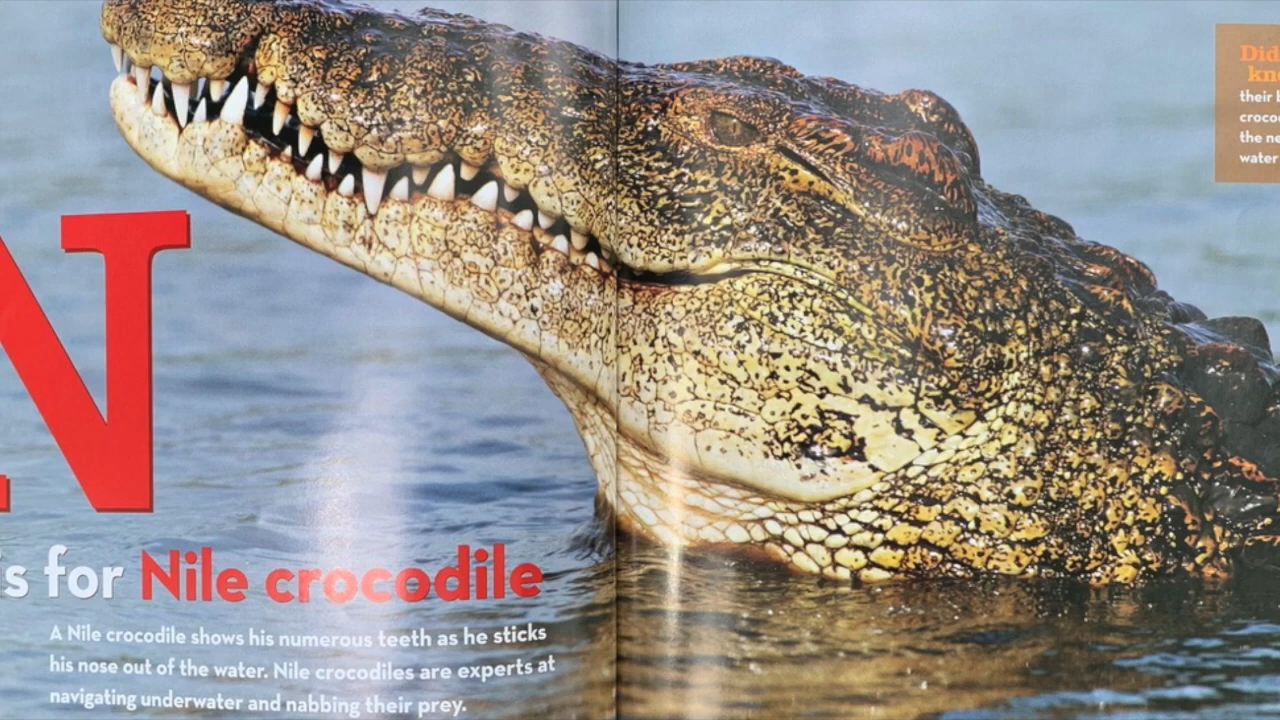 N
is for Nile crocodile
A Nile crocodile shows his numerous teeth as he sticks
his nose out of the water. Nile crocodiles are experts at
navigating underwater and nabbing their prey.
Did
their
the
water